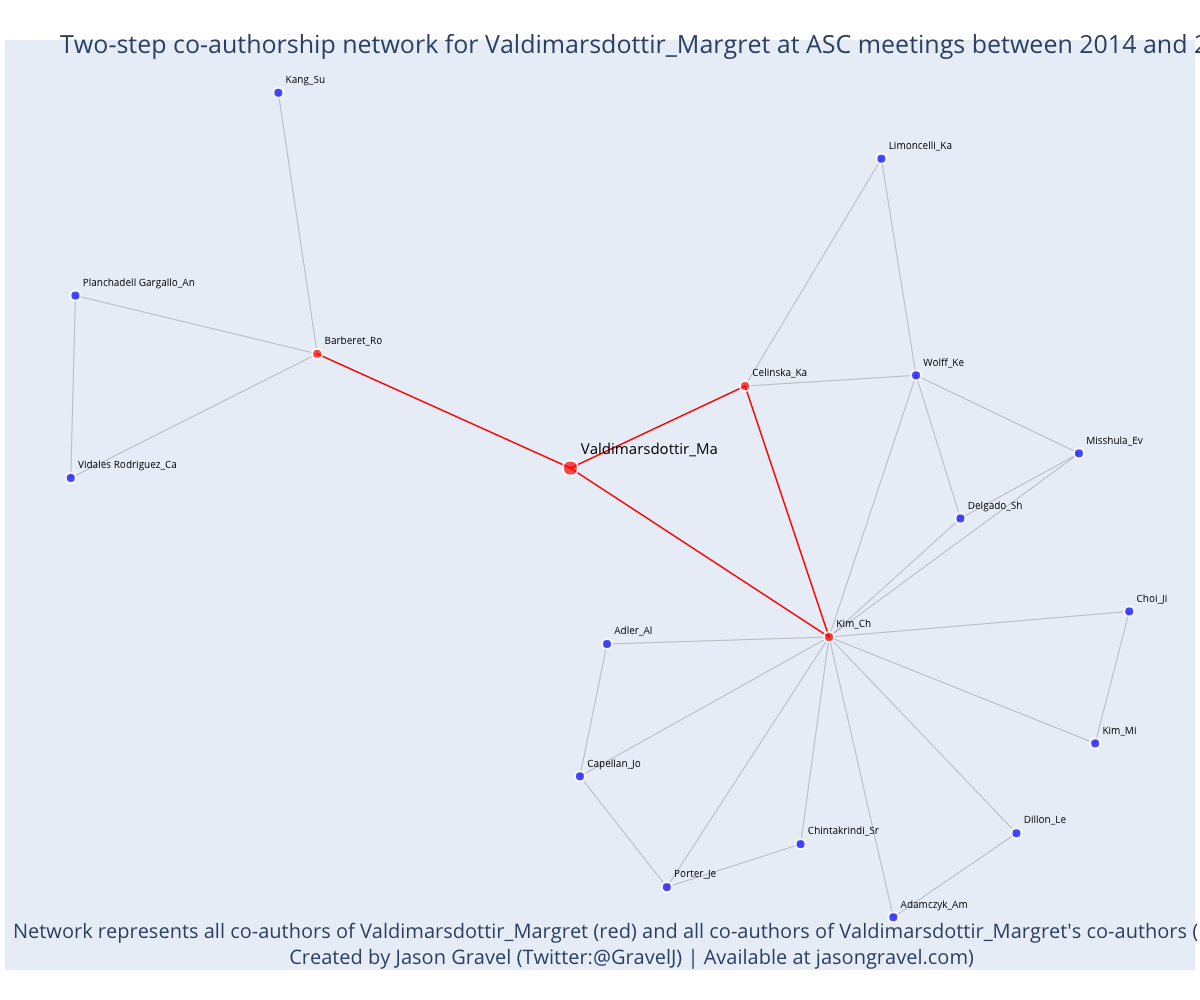 Two-step co-authorship network for Valdimarsdottir_Margret at ASC meetings between 2014 and 2
Kang_Su
Limoncelli_Ka
Planchadell Gargallo_An
Barberet_Ro
Wolff_Ke
Celinska_Ka
Misshula_Ev
Valdimarsdottir_Ma
Vidales Rodriguez_Ca
Delgado_Sh
Choi_Ji
Kim_Ch
Adler_Al
Kim_Mi
Capellan_Jo
Dillon_Le
Chintakrindi_Sr
Porter_Je
Adamczyk_Am
Network represents all co-authors of Valdimarsdottir_Margret (red) and all co-authors of Valdimarsdottir_Margret's co-authors (
Created by Jason Gravel (Twitter:@GravelJ) | Available at jasongravel.com)